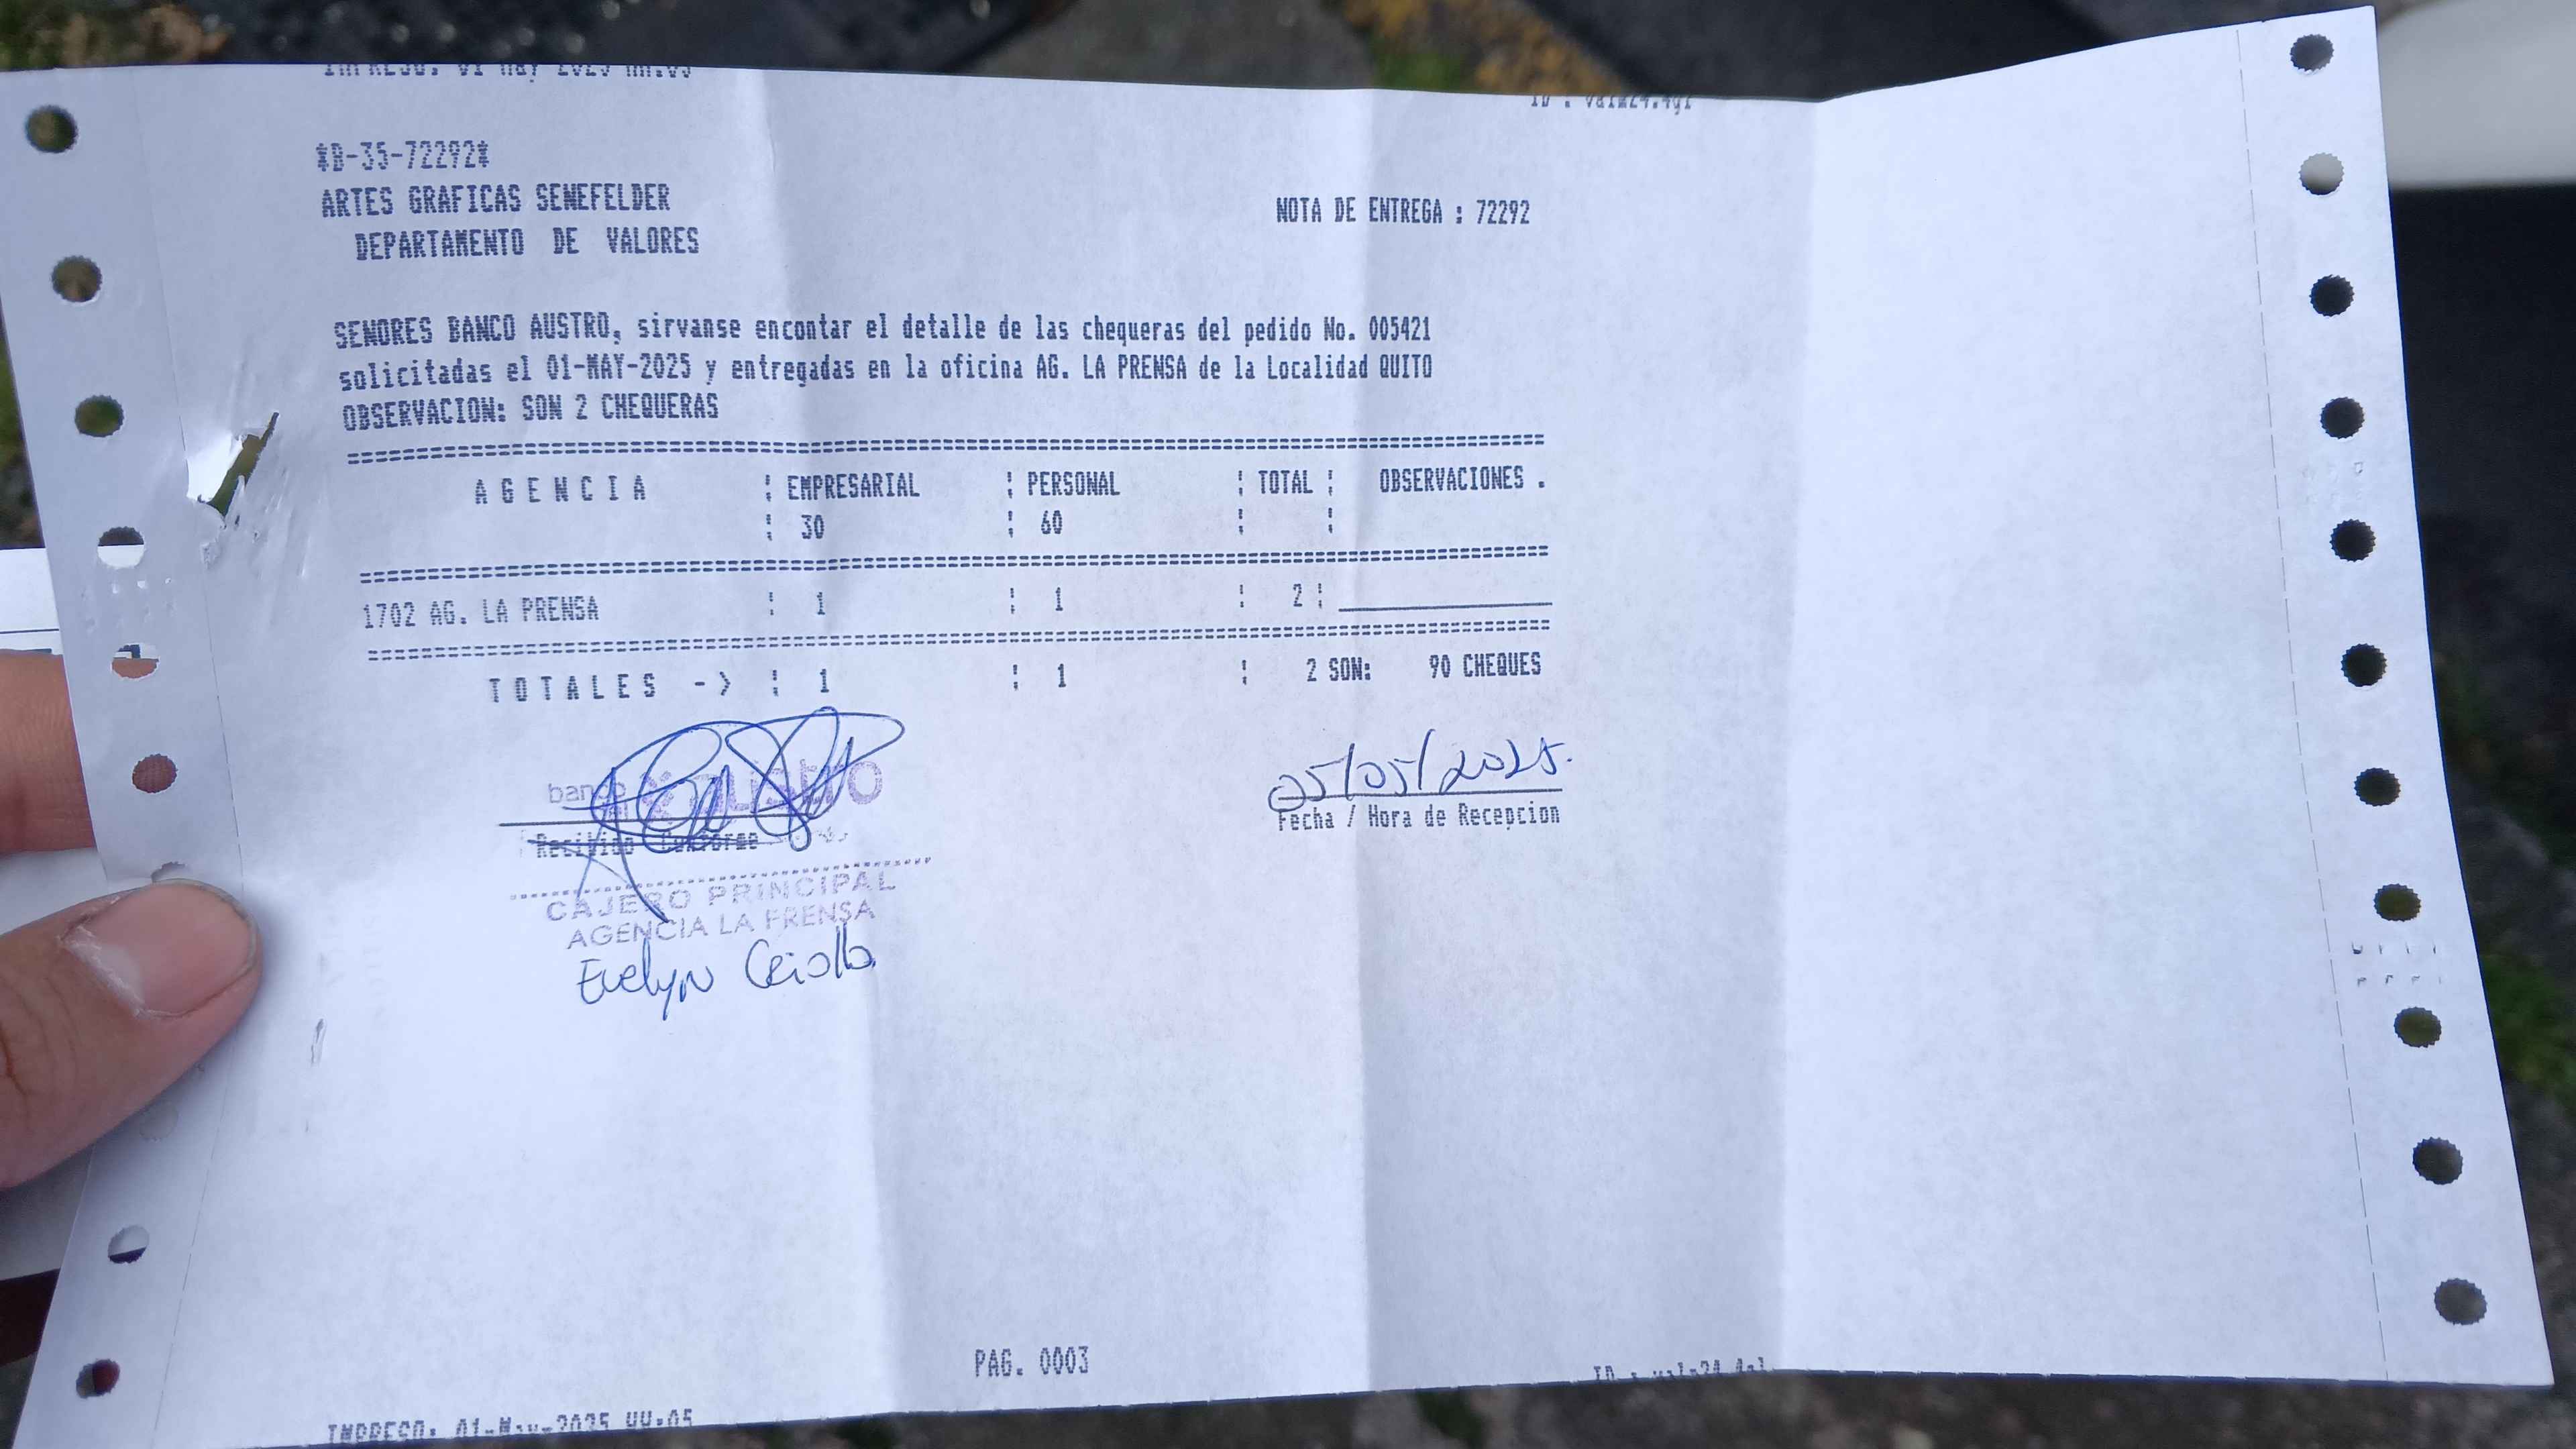 *B-35-72292*
ARTES GRAFICAS SENEFELDER
DEPARTAMENTO DE VALORES
NOTA DE ENTREGA : 72292
SENORES BANCO AUSTRO, sirvanse encontar el detalle de las chequeras del pedido No. 005421
solicitadas el 01-MAY-2025 y entregadas en la oficina AG. LA PRENSA de la Localidad QUITO
OBSERVACION: SON 2 CHEQUERAS
A G E N C I A ¦ EMPRESARIAL ¦ PERSONAL ¦ TOTAL ¦ OBSERVACIONES .
¦ 30 ¦ 60 ¦ ¦
1702 AG. LA PRENSA ¦ 1 ¦ 1 ¦ 2 ¦
T O T A L E S -> ¦ 1 ¦ 1 ¦ 2 SON: 90 CHEQUES
banco austro
05/05/2025.
Recibido Conforme
Fecha / Hora de Recepcion
CAJERO PRINCIPAL
AGENCIA LA PRENSA
Evelyn Criollo
PAG. 0003